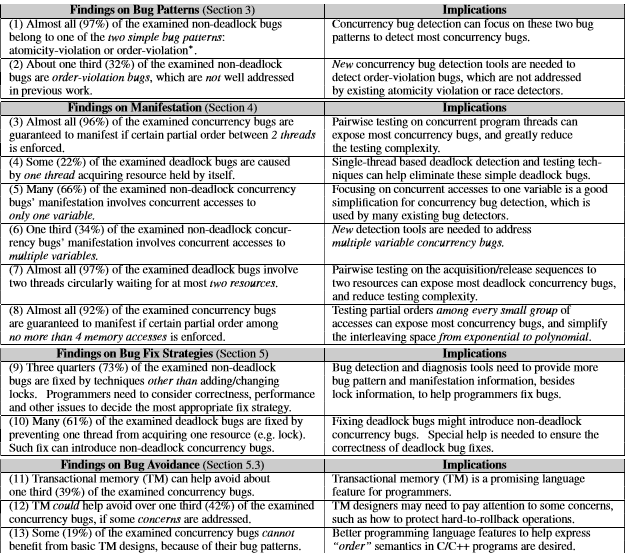 Findings on Bug Patterns (Section 3)
Implications
(1) Almost all (97%) of the examined non-deadlock bugs
belong to one of the two simple bug patterns:
atomicity-violation or order-violation*.
Concurrency bug detection can focus on these two bug
patterns to detect most concurrency bugs.
(2) About one third (32%) of the examined non-deadlock
bugs are order-violation bugs, which are not well addressed
in previous work.
New concurrency bug detection tools are needed to
detect order-violation bugs, which are not addressed
by existing atomicity violation or race detectors.
Findings on Manifestation (Section 4)
Implications
(3) Almost all (96%) of the examined concurrency bugs are
guaranteed to manifest if certain partial order between 2 threads
is enforced.
Pairwise testing on concurrent program threads can
expose most concurrency bugs, and greatly reduce
the testing complexity.
(4) Some (22%) of the examined deadlock bugs are caused
by one thread acquiring resource held by itself.
Single-thread based deadlock detection and testing tech-
niques can help eliminate these simple deadlock bugs.
(5) Many (66%) of the examined non-deadlock concurrency
bugs' manifestation involves concurrent accesses to
only one variable.
Focusing on concurrent accesses to one variable is a good
simplification for concurrency bug detection, which is
used by many existing bug detectors.
(6) One third (34%) of the examined non-deadlock concur-
rency bugs' manifestation involves concurrent accesses to
multiple variables.
New detection tools are needed to address
multiple variable concurrency bugs.
(7) Almost all (97%) of the examined deadlock bugs involve
two threads circularly waiting for at most two resources.
Pairwise testing on the acquisition/release sequences to
two resources can expose most deadlock concurrency bugs,
and reduce testing complexity.
(8) Almost all (92%) of the examined concurrency bugs
are guaranteed to manifest if certain partial order among
no more than 4 memory accesses is enforced.
Testing partial orders among every small group of
accesses can expose most concurrency bugs, and simplify
the interleaving space from exponential to polynomial.
Findings on Bug Fix Strategies (Section 5)
Implications
(9) Three quarters (73%) of the examined non-deadlock
bugs are fixed by techniques other than adding/changing
locks. Programmers need to consider correctness, performance
and other issues to decide the most appropriate fix strategy.
Bug detection and diagnosis tools need to provide more
bug pattern and manifestation information, besides
lock information, to help programmers fix bugs.
(10) Many (61%) of the examined deadlock bugs are fixed by
preventing one thread from acquiring one resource (e.g. lock).
Such fix can introduce non-deadlock concurrency bugs.
Fixing deadlock bugs might introduce non-deadlock
concurrency bugs. Special help is needed to ensure the
correctness of deadlock bug fixes.
Findings on Bug Avoidance (Section 5.3)
Implications
(11) Transactional memory (TM) can help avoid about
one third (39%) of the examined concurrency bugs.
Transactional memory (TM) is a promising language
feature for programmers.
(12) TM could help avoid over one third (42%) of the examined
concurrency bugs, if some concerns are addressed.
TM designers may need to pay attention to some concerns,
such as how to protect hard-to-rollback operations.
(13) Some (19%) of the examined concurrency bugs cannot
benefit from basic TM designs, because of their bug patterns.
Better programming language features to help express
"order" semantics in C/C++ programs are desired.